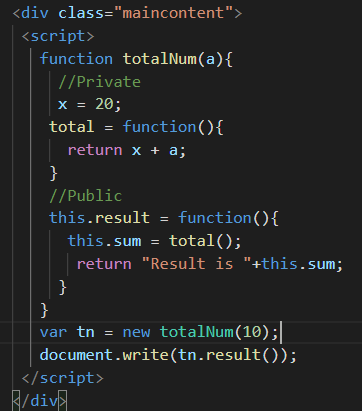 <div class="maincontent">
<script>
function totalNum(a){
//Private
x = 20;
total = function(){
return x + a;
}
//Public
this.result = function(){
this.sum = total();
return "Result is "+this.sum;
}
}
var tn = new totalNum(10);
document.write(tn.result());
</script>
</div>